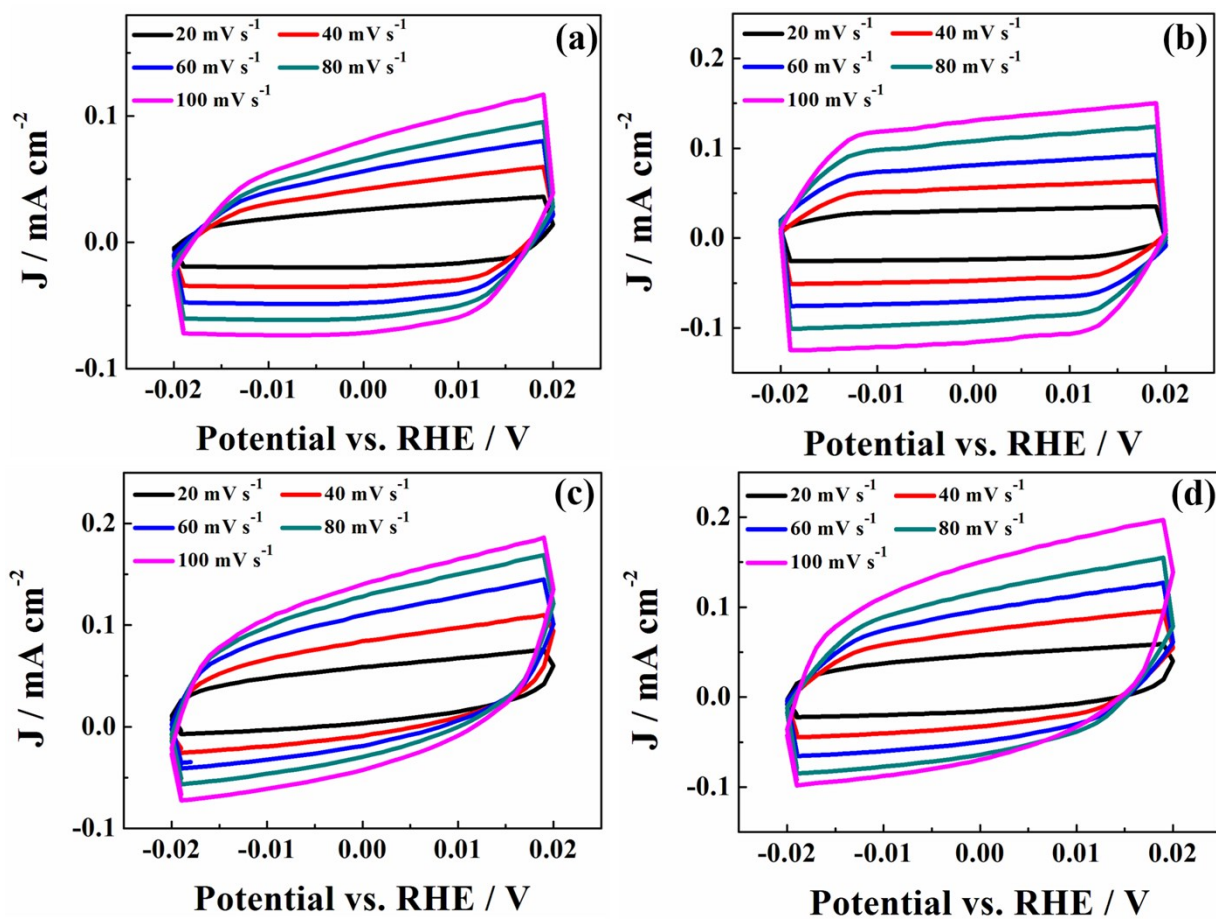 (a)
20 mV s⁻¹ 40 mV s⁻¹
60 mV s⁻¹ 80 mV s⁻¹
100 mV s⁻¹
J / mA cm⁻²
0.1
0.0
-0.1
-0.02 -0.01 0.00 0.01 0.02
Potential vs. RHE / V
(b)
20 mV s⁻¹ 40 mV s⁻¹
60 mV s⁻¹ 80 mV s⁻¹
100 mV s⁻¹
J / mA cm⁻²
0.2
0.1
0.0
-0.1
-0.02 -0.01 0.00 0.01 0.02
Potential vs. RHE / V
(c)
20 mV s⁻¹ 40 mV s⁻¹
60 mV s⁻¹ 80 mV s⁻¹
100 mV s⁻¹
J / mA cm⁻²
0.2
0.1
0.0
-0.1
-0.02 -0.01 0.00 0.01 0.02
Potential vs. RHE / V
(d)
20 mV s⁻¹ 40 mV s⁻¹
60 mV s⁻¹ 80 mV s⁻¹
100 mV s⁻¹
J / mA cm⁻²
0.2
0.1
0.0
-0.1
-0.02 -0.01 0.00 0.01 0.02
Potential vs. RHE / V